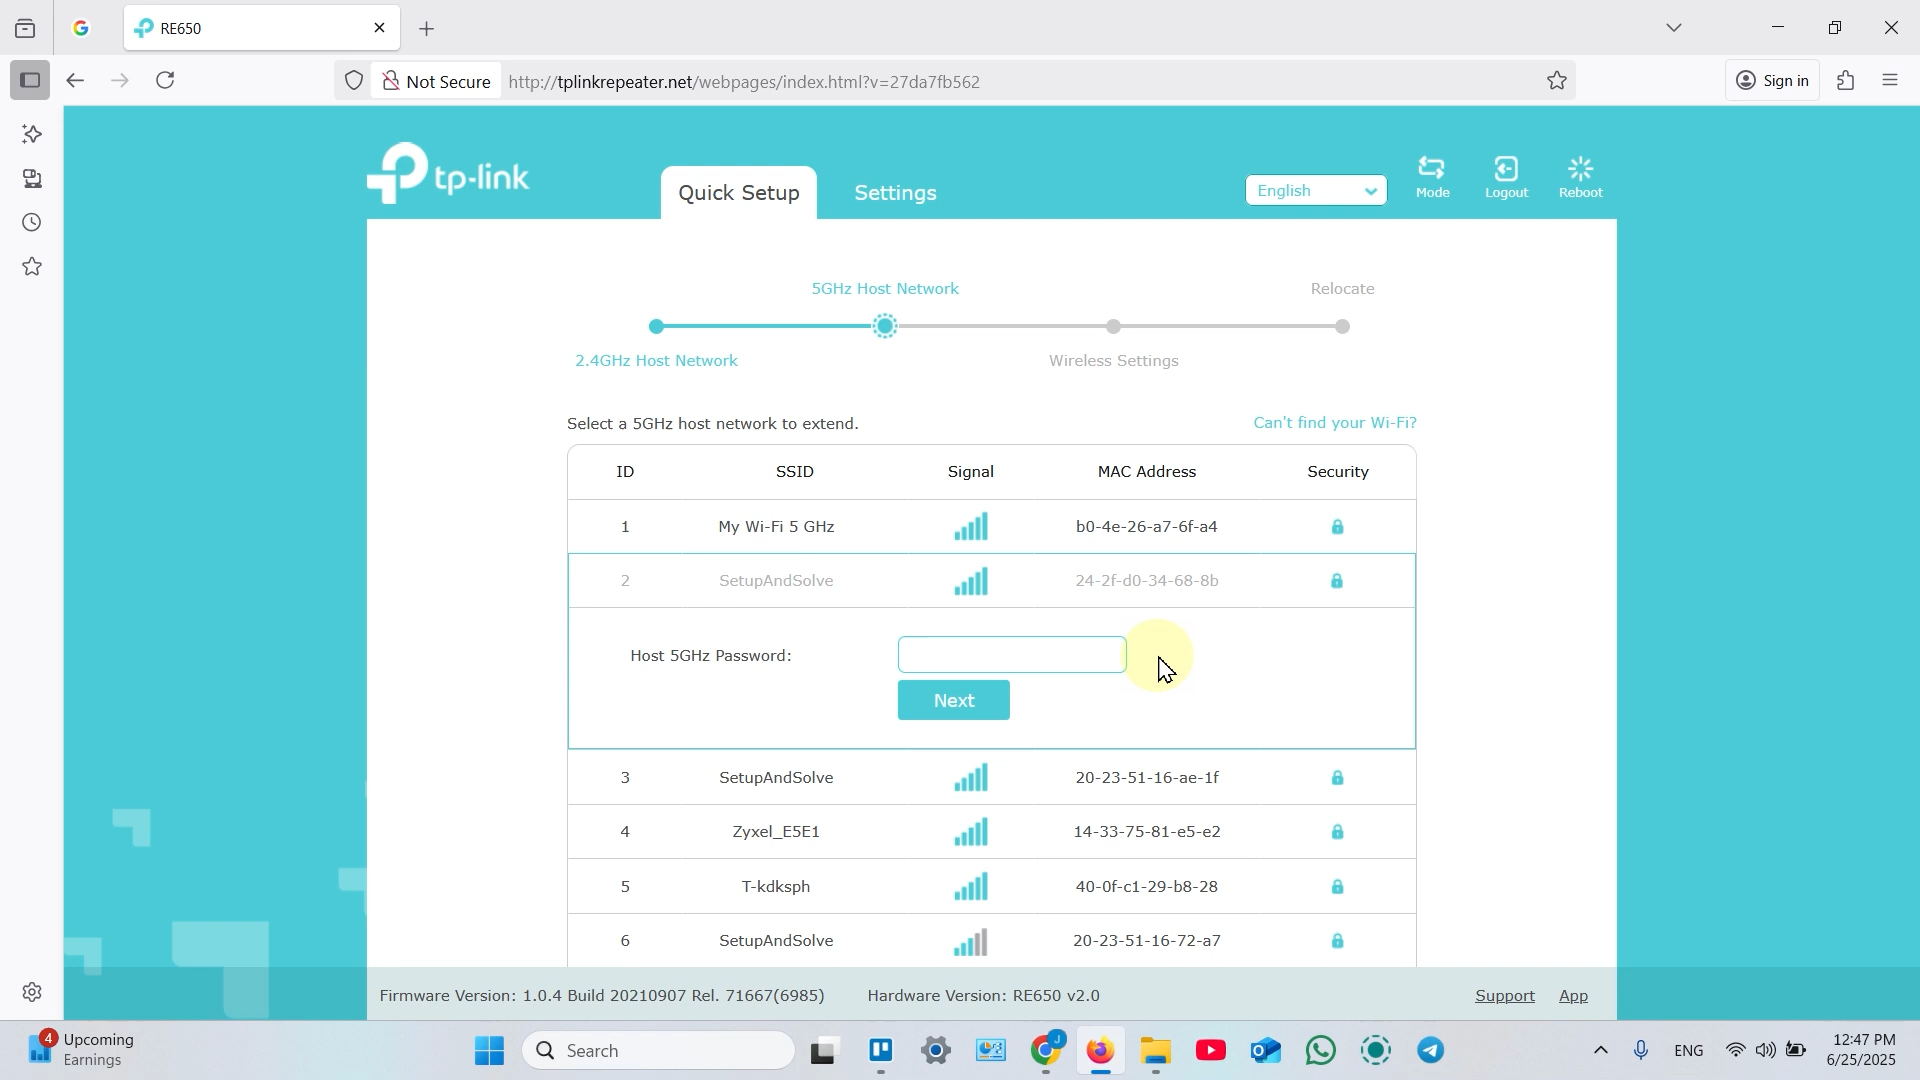 RE650
Not Secure http://tplinkrepeater.net/webpages/index.html?v=27da7fb562
Sign in
tp-link
Quick Setup
Settings
English
Mode
Logout
Reboot
5GHz Host Network
Relocate
2.4GHz Host Network
Wireless Settings
Select a 5GHz host network to extend.
Can't find your Wi-Fi?
ID SSID Signal MAC Address Security
1 My Wi-Fi 5 GHz b0-4e-26-a7-6f-a4
2 SetupAndSolve 24-2f-d0-34-68-8b
Host 5GHz Password:
Next
3 SetupAndSolve 20-23-51-16-ae-1f
4 Zyxel_E5E1 14-33-75-81-e5-e2
5 T-kdksph 40-0f-c1-29-b8-28
6 SetupAndSolve 20-23-51-16-72-a7
Firmware Version: 1.0.4 Build 20210907 Rel. 71667(6985) Hardware Version: RE650 v2.0
Support App
4
Upcoming
Earnings
Search
J
ENG
12:47 PM
6/25/2025